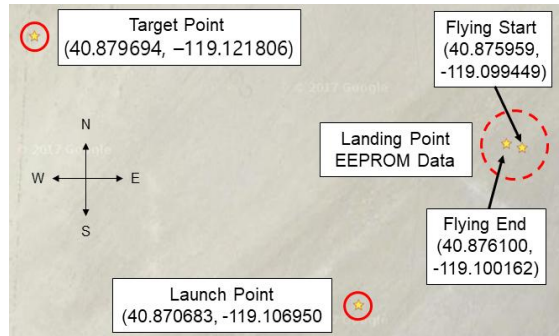 Target Point
(40.879694, –119.121806)
Flying Start
(40.875959,
-119.099449)
© 2017 Google
N
Landing Point
EEPROM Data
W
E
S
Flying End
(40.876100,
-119.100162)
Launch Point
(40.870683, -119.106950